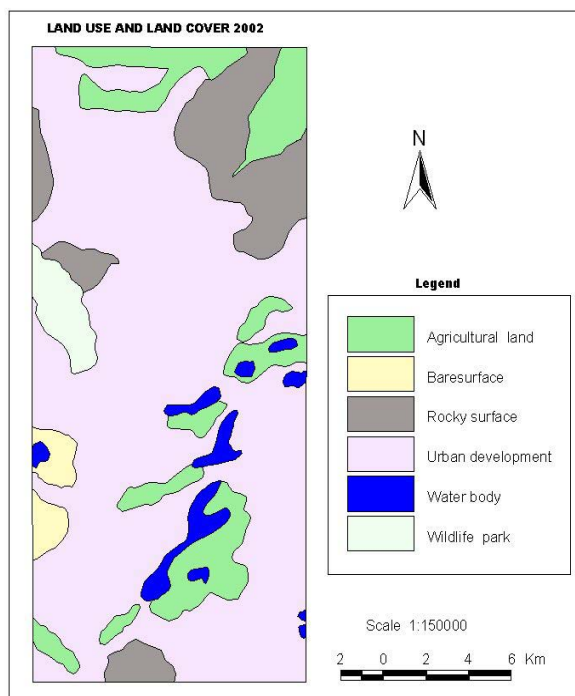 LAND USE AND LAND COVER 2002
N
Legend
Agricultural land
Baresurface
Rocky surface
Urban development
Water body
Wildlife park
Scale 1:150000
2 0 2 4 6 Km